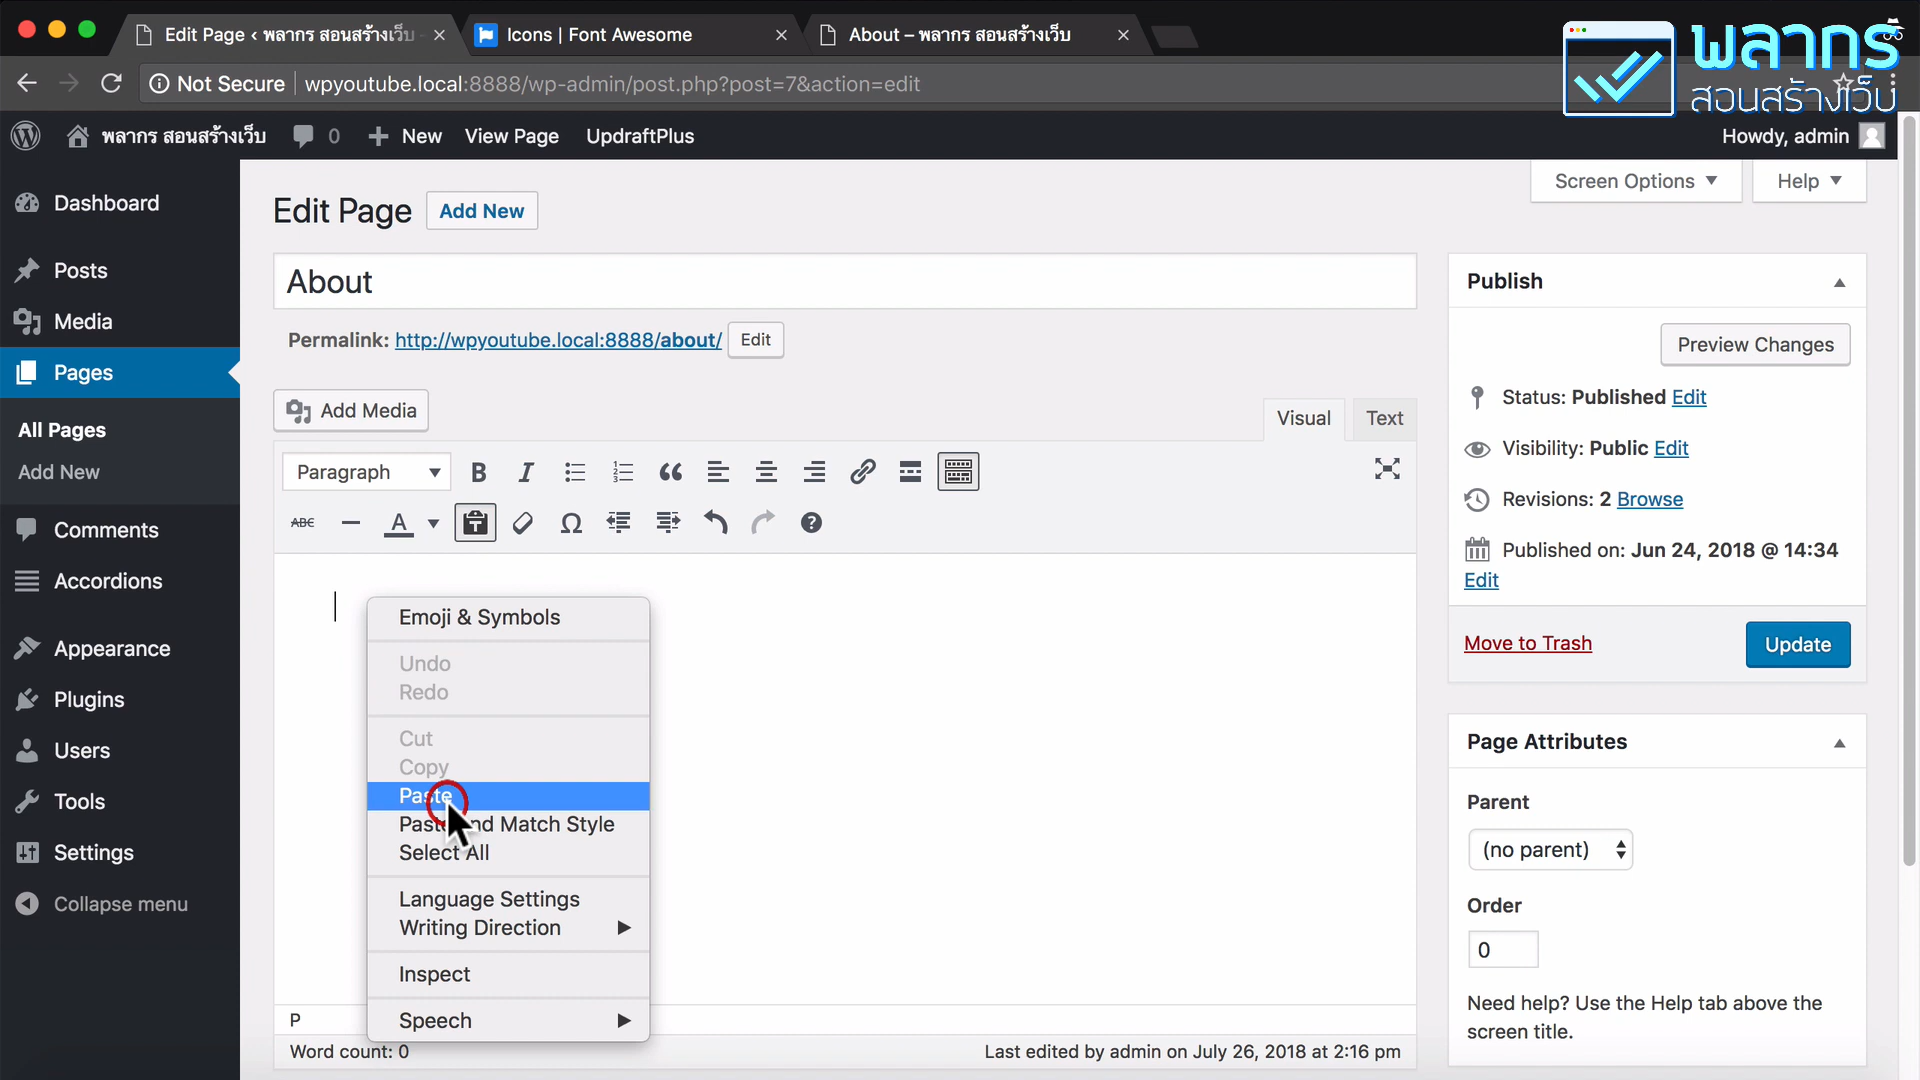 Edit Page ‹ พลากร สอนสร้างเว็บ
Icons | Font Awesome
About – พลากร สอนสร้างเว็บ
Not Secure
wpyoutube.local:8888/wp-admin/post.php?post=7&action=edit
พลากร
สอนสร้างเว็บ
พลากร สอนสร้างเว็บ
0
New
View Page
UpdraftPlus
Howdy, admin
Screen Options
Help
Dashboard
Posts
Media
Pages
All Pages
Add New
Comments
Accordions
Appearance
Plugins
Users
Tools
Settings
Collapse menu
Edit Page
Add New
About
Permalink: http://wpyoutube.local:8888/about/
Edit
Add Media
Visual
Text
Paragraph
B
I
ABC
A
Emoji & Symbols
Undo
Redo
Cut
Copy
Paste
Paste and Match Style
Select All
Language Settings
Writing Direction
Inspect
Speech
P
Word count: 0
Last edited by admin on July 26, 2018 at 2:16 pm
Publish
Preview Changes
Status: Published Edit
Visibility: Public Edit
Revisions: 2 Browse
Published on: Jun 24, 2018 @ 14:34
Edit
Move to Trash
Update
Page Attributes
Parent
(no parent)
Order
0
Need help? Use the Help tab above the
screen title.